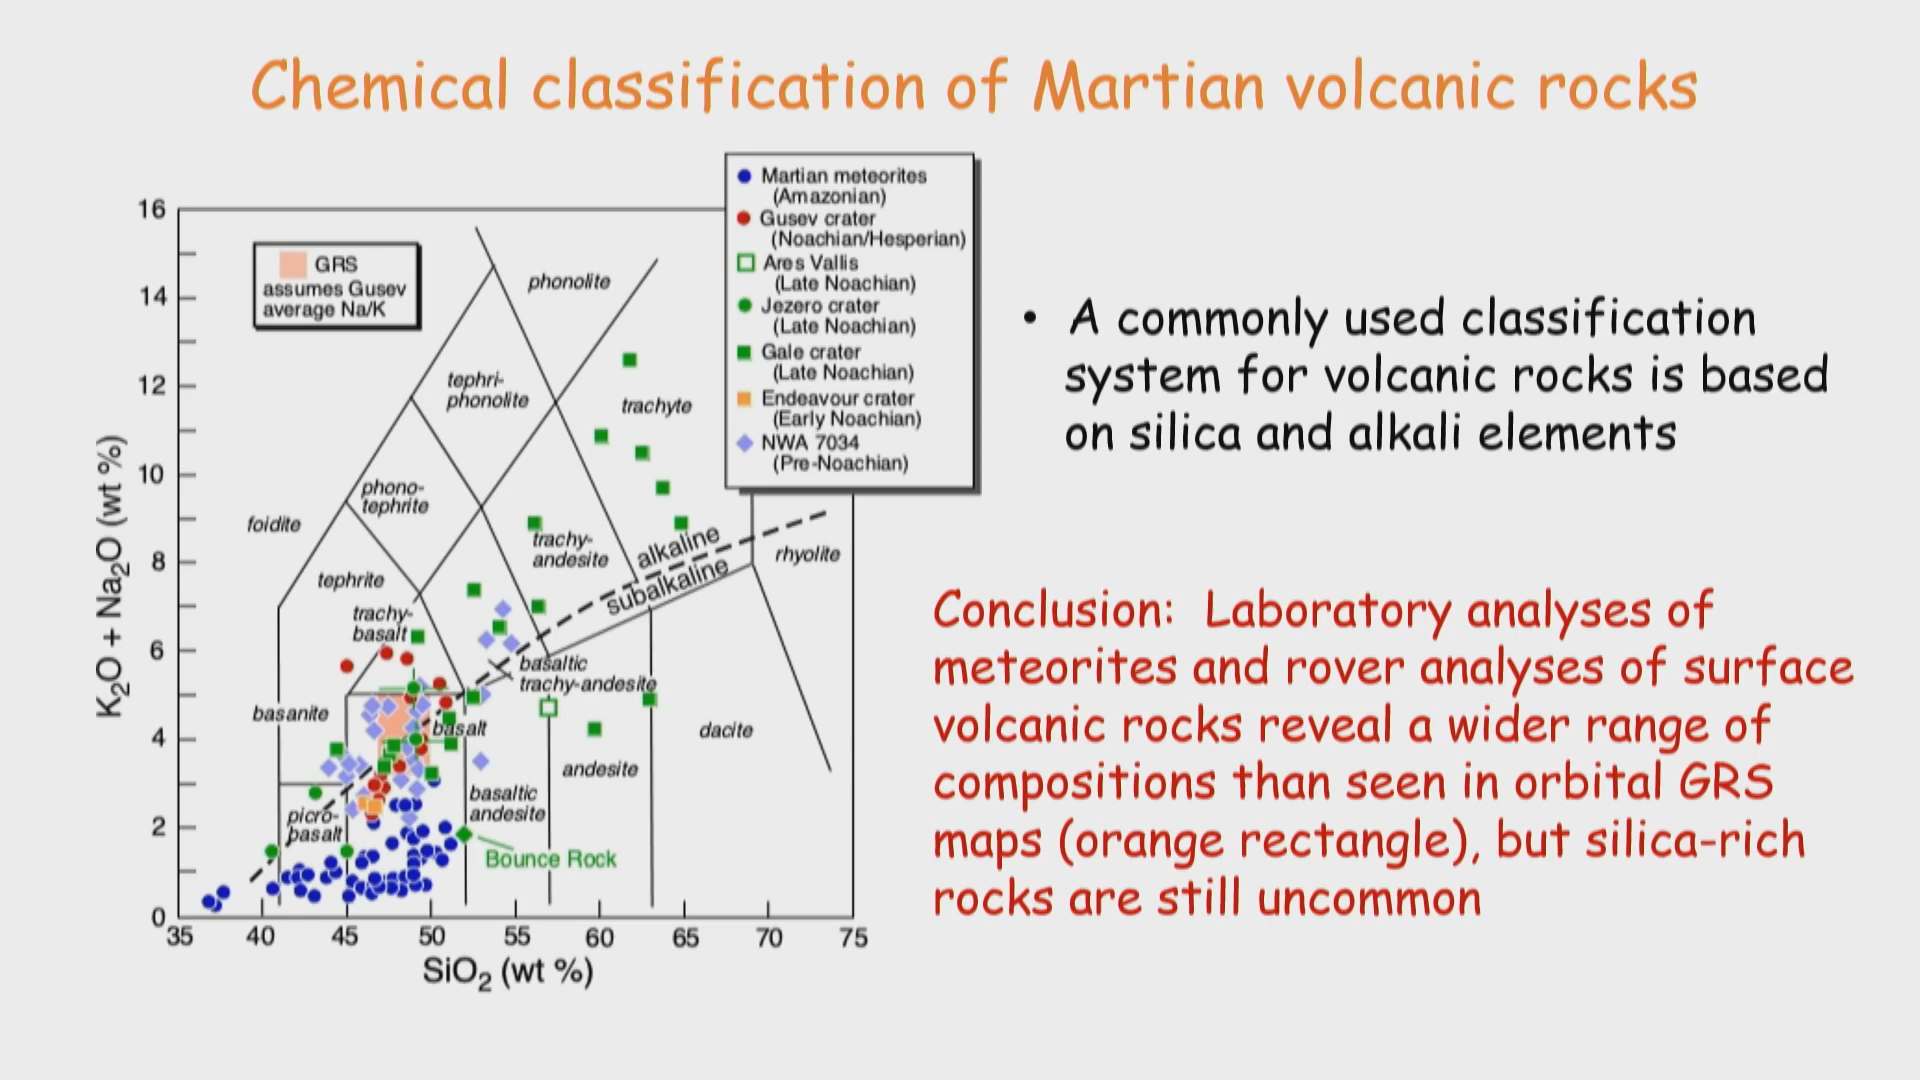 Chemical classification of Martian volcanic rocks
Martian meteorites
(Amazonian)
Gusev crater
(Noachian/Hesperian)
Ares Vallis
(Late Noachian)
Jezero crater
(Late Noachian)
Gale crater
(Late Noachian)
Endeavour crater
(Early Noachian)
NWA 7034
(Pre-Noachian)
GRS
assumes Gusev
average Na/K
16
14
12
10
8
6
4
2
0
K2O + Na2O (wt %)
phonolite
tephri-
phonolite
trachyte
phono-
tephrite
foidite
trachy-
andesite
alkaline
subalkaline
rhyolite
tephrite
trachy-
basalt
basaltic
trachy-andesite
basanite
basalt
dacite
andesite
basaltic
andesite
picro-
basalt
Bounce Rock
35 40 45 50 55 60 65 70 75
SiO2 (wt %)
• A commonly used classification
system for volcanic rocks is based
on silica and alkali elements
Conclusion: Laboratory analyses of
meteorites and rover analyses of surface
volcanic rocks reveal a wider range of
compositions than seen in orbital GRS
maps (orange rectangle), but silica-rich
rocks are still uncommon